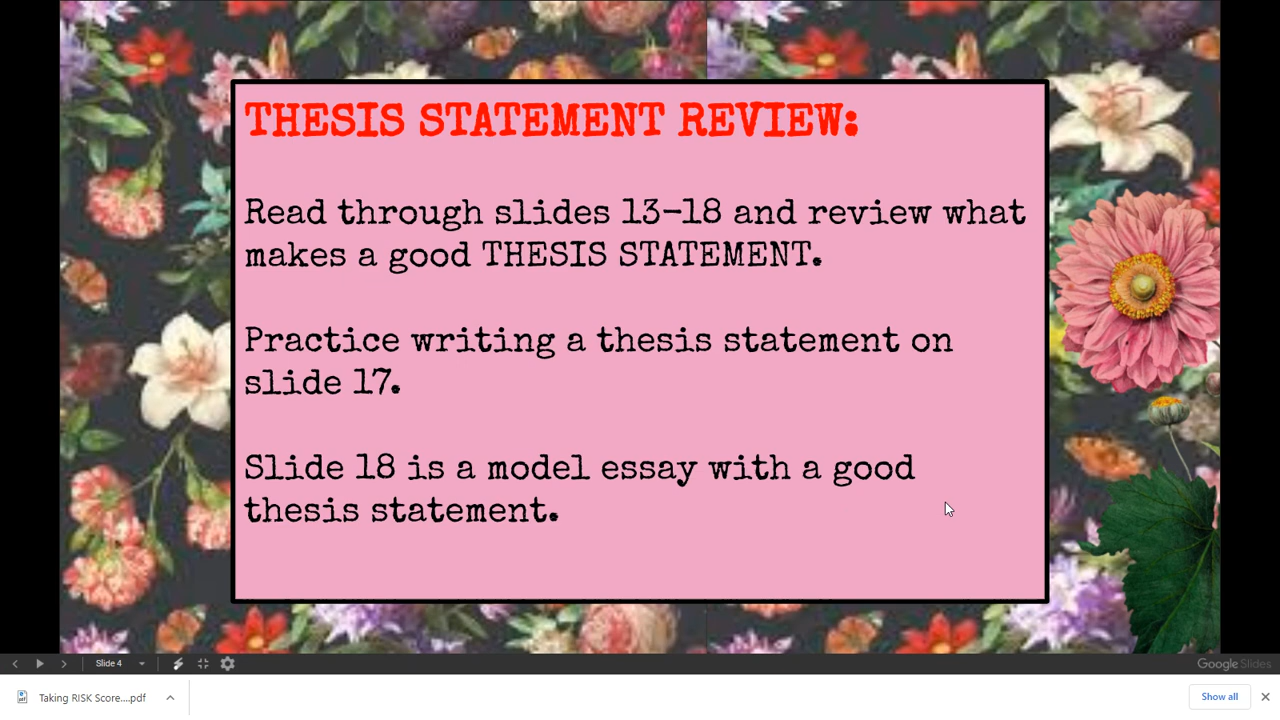 THESIS STATEMENT REVIEW:
Read through slides 13-18 and review what
makes a good THESIS STATEMENT.
Practice writing a thesis statement on
slide 17.
Slide 18 is a model essay with a good
thesis statement.
Slide 4
Google Slides
Taking RISK Score....pdf
Show all